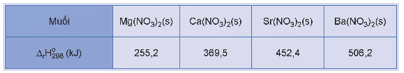 Muối Mg(NO₃)₂(s) Ca(NO₃)₂(s) Sr(NO₃)₂(s) Ba(NO₃)₂(s)
ΔᵣH°₂₉₈ (kJ) 255,2 369,5 452,4 506,2